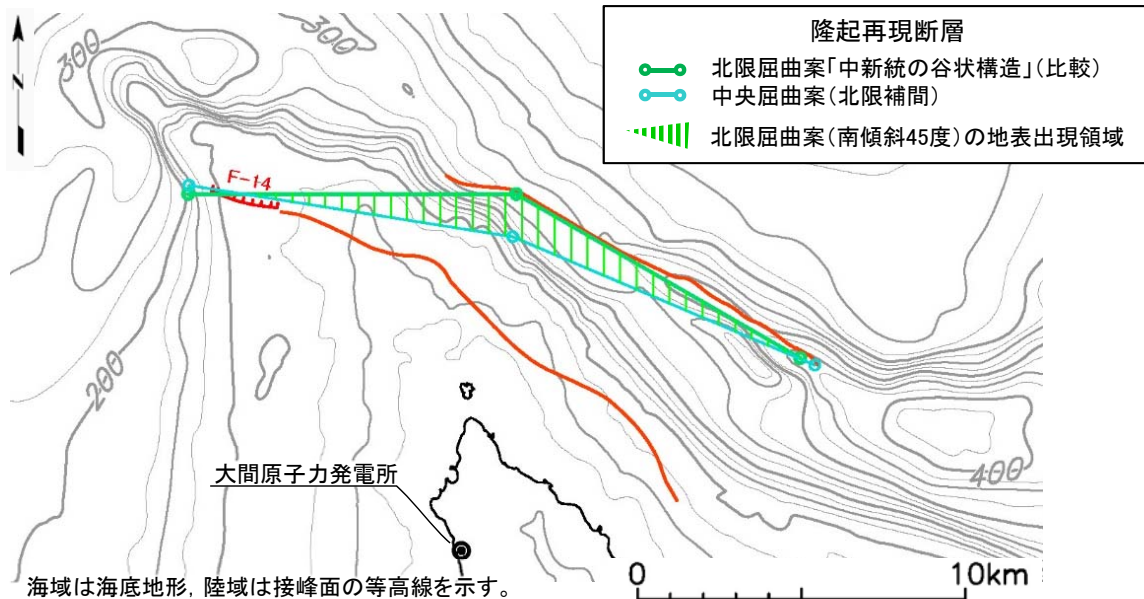 隆起再現断層
北限屈曲案「中新統の谷状構造」(比較)
中央屈曲案(北限補間)
北限屈曲案(南傾斜45度)の地表出現領域
N
300
300
F-14
200
400
大間原子力発電所
海域は海底地形, 陸域は接峰面の等高線を示す。
0
10km